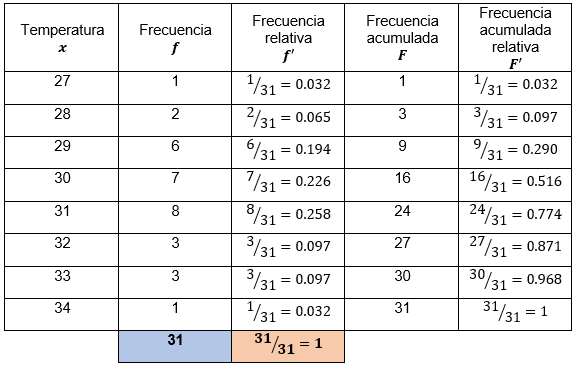 Temperatura x | Frecuencia f | Frecuencia relativa f′ | Frecuencia acumulada F | Frecuencia acumulada relativa F′
27 | 1 | 1/31 = 0.032 | 1 | 1/31 = 0.032
28 | 2 | 2/31 = 0.065 | 3 | 3/31 = 0.097
29 | 6 | 6/31 = 0.194 | 9 | 9/31 = 0.290
30 | 7 | 7/31 = 0.226 | 16 | 16/31 = 0.516
31 | 8 | 8/31 = 0.258 | 24 | 24/31 = 0.774
32 | 3 | 3/31 = 0.097 | 27 | 27/31 = 0.871
33 | 3 | 3/31 = 0.097 | 30 | 30/31 = 0.968
34 | 1 | 1/31 = 0.032 | 31 | 31/31 = 1
31 | 31/31 = 1